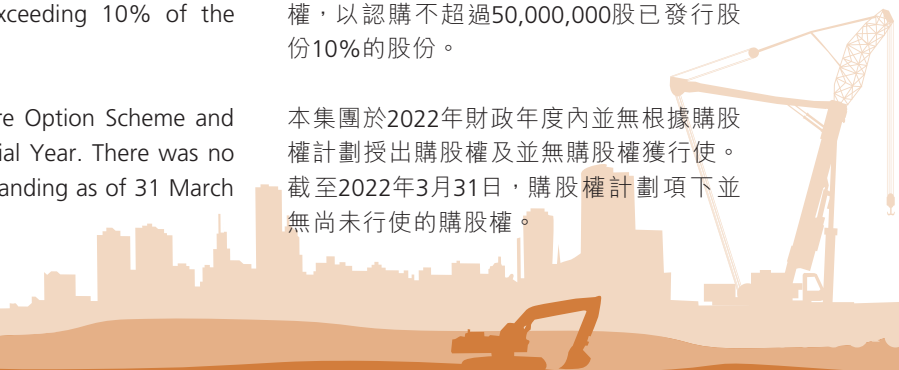 xceeding 10% of the
re Option Scheme and
ial Year. There was no
anding as of 31 March
權，以認購不超過50,000,000股已發行股
份10%的股份。
本集團於2022年財政年度內並無根據購股
權計劃授出購股權及並無購股權獲行使。
截至2022年3月31日，購股權計劃項下並
無尚未行使的購股權。